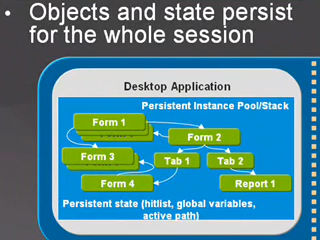 • Objects and state persist
for the whole session
Desktop Application
Persistent Instance Pool/Stack
Form 1
Form 2
Form 3
Tab 1
Tab 2
Form 4
Report 1
Persistent state (hitlist, global variables,
active path)